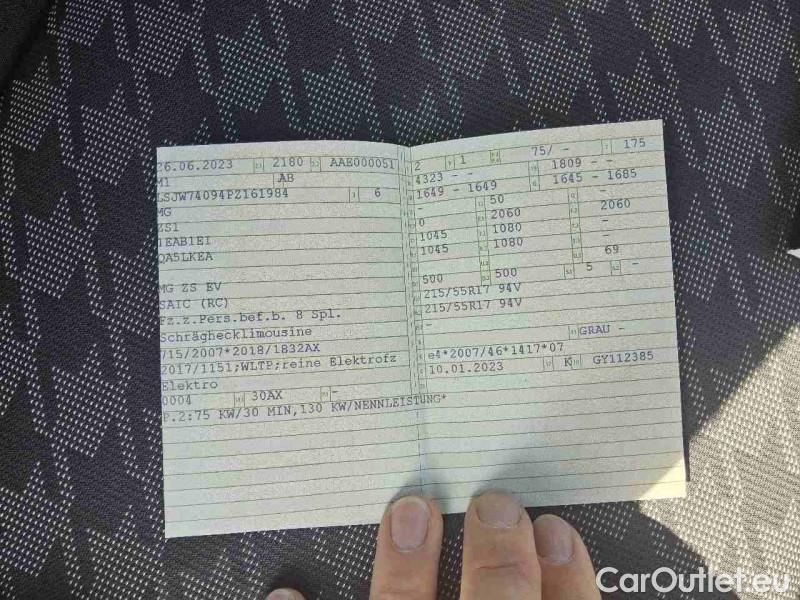 26.06.2023 2180 AAE000051
M1 AB
LSJW74094PZ161984 6
MG
ZS1
1EAB1EI
QA5LKEA
MG ZS EV
SAIC (RC)
Fz.z.Pers.bef.b. 8 Spl.
Schräghecklimousine
715/2007*2018/1832AX
2017/1151;WLTP;reine Elektrofz
Elektro
0004 30AX -
P.2:75 KW/30 MIN,130 KW/NENNLEISTUNG*
2 1 75/ - 175
4323 - - 1809 - -
1649 - 1649 1645 - 1685
50 -
0 2060 2060
1045 1080 -
1045 1080 -
69
500 500 5 -
215/55R17 94V
215/55R17 94V
-
GRAU -
e4*2007/46*1417*07
10.01.2023 K GY112385
CarOutlet.eu